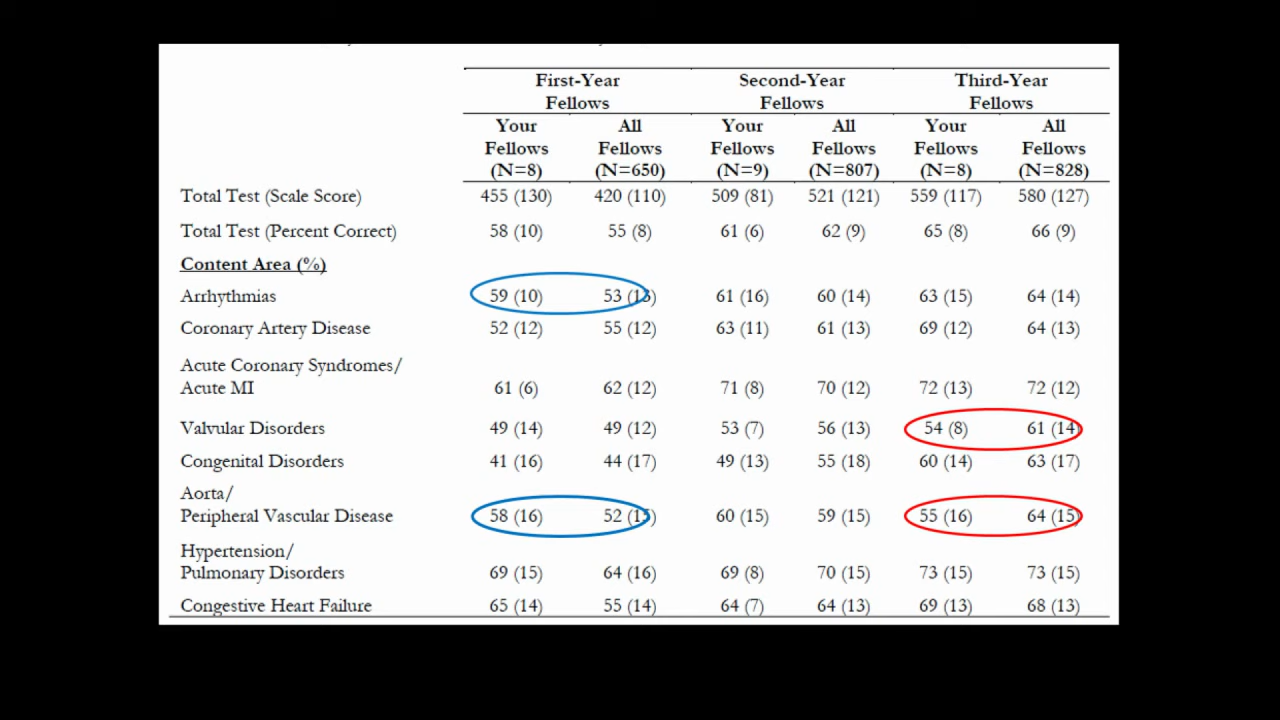 First-Year Second-Year Third-Year
Fellows Fellows Fellows
Your All Your All Your All
Fellows Fellows Fellows Fellows Fellows Fellows
(N=8) (N=650) (N=9) (N=807) (N=8) (N=828)
Total Test (Scale Score) 455 (130) 420 (110) 509 (81) 521 (121) 559 (117) 580 (127)
Total Test (Percent Correct) 58 (10) 55 (8) 61 (6) 62 (9) 65 (8) 66 (9)
Content Area (%)
Arrhythmias 59 (10) 53 61 (16) 60 (14) 63 (15) 64 (14)
Coronary Artery Disease 52 (12) 55 (12) 63 (11) 61 (13) 69 (12) 64 (13)
Acute Coronary Syndromes/
Acute MI 61 (6) 62 (12) 71 (8) 70 (12) 72 (13) 72 (12)
Valvular Disorders 49 (14) 49 (12) 53 (7) 56 (13) 54 (8) 61 (14)
Congenital Disorders 41 (16) 44 (17) 49 (13) 55 (18) 60 (14) 63 (17)
Aorta/
Peripheral Vascular Disease 58 (16) 52 (15) 60 (15) 59 (15) 55 (16) 64 (15)
Hypertension/
Pulmonary Disorders 69 (15) 64 (16) 69 (8) 70 (15) 73 (15) 73 (15)
Congestive Heart Failure 65 (14) 55 (14) 64 (7) 64 (13) 69 (13) 68 (13)